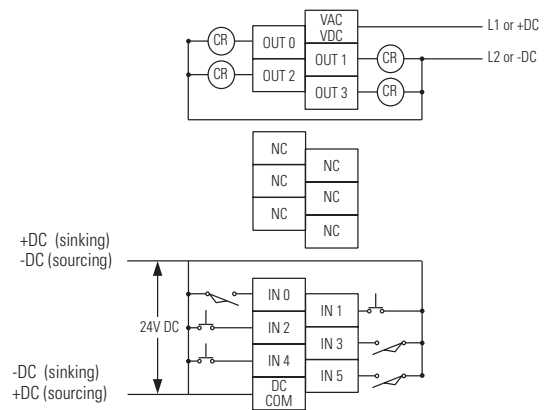 VAC
VDC
L1 or +DC
CR
OUT 0
OUT 1
CR
L2 or -DC
CR
OUT 2
OUT 3
CR
NC
NC
NC
NC
NC
NC
+DC (sinking)
-DC (sourcing)
24V DC
IN 0
IN 1
IN 2
IN 3
IN 4
IN 5
DC
COM
-DC (sinking)
+DC (sourcing)